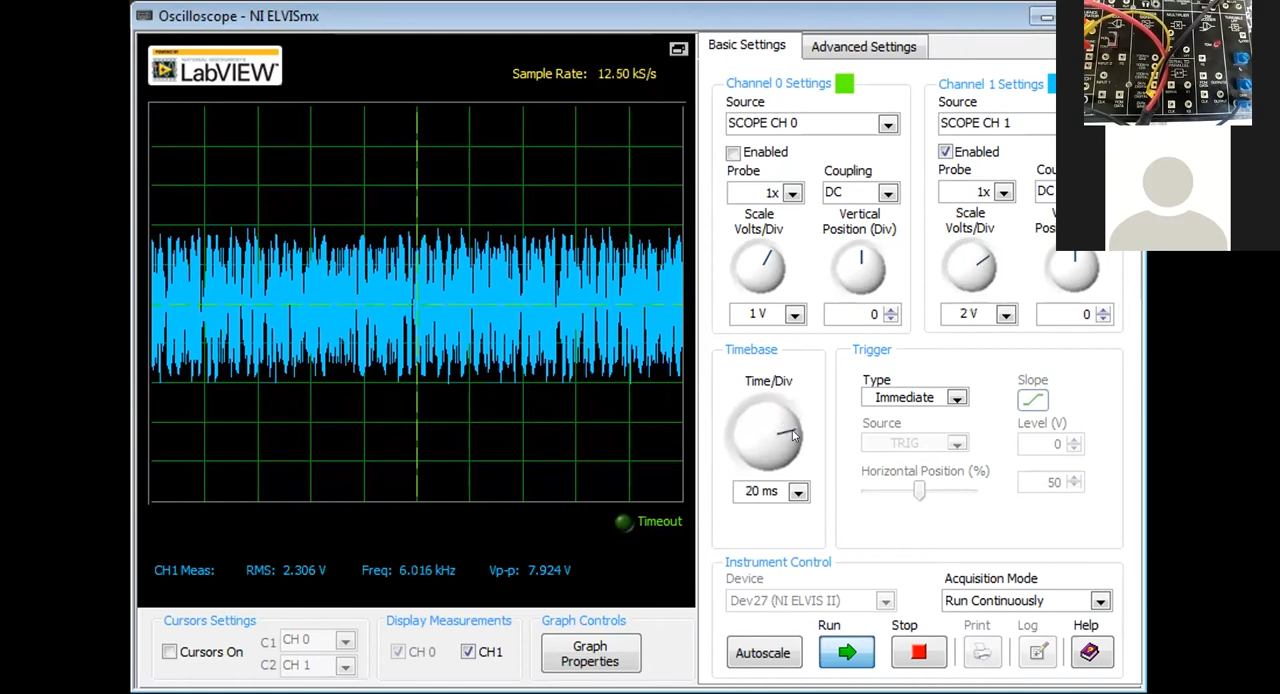 Oscilloscope - NI ELVISmx
POWERED BY
NATIONAL INSTRUMENTS
LabVIEW™
Sample Rate: 12.50 kS/s
Timeout
CH1 Meas: RMS: 2.306 V Freq: 6.016 kHz Vp-p: 7.924 V
Cursors Settings
Cursors On
C1 CH 0
C2 CH 1
Display Measurements
CH 0 CH1
Graph Controls
Graph
Properties
Basic Settings Advanced Settings
Channel 0 Settings
Source
SCOPE CH 0
Enabled
Probe Coupling
1x DC
Scale
Volts/Div
Vertical
Position (Div)
1 V 0
Channel 1 Settings
Source
SCOPE CH 1
Enabled
Probe
1x DC
Scale
Volts/Div
2 V 0
Timebase
Time/Div
20 ms
Trigger
Type
Immediate
Slope
Source
TRIG
Level (V)
0
Horizontal Position (%)
50
Instrument Control
Device
Dev27 (NI ELVIS II)
Acquisition Mode
Run Continuously
Run Stop Print Log Help
Autoscale